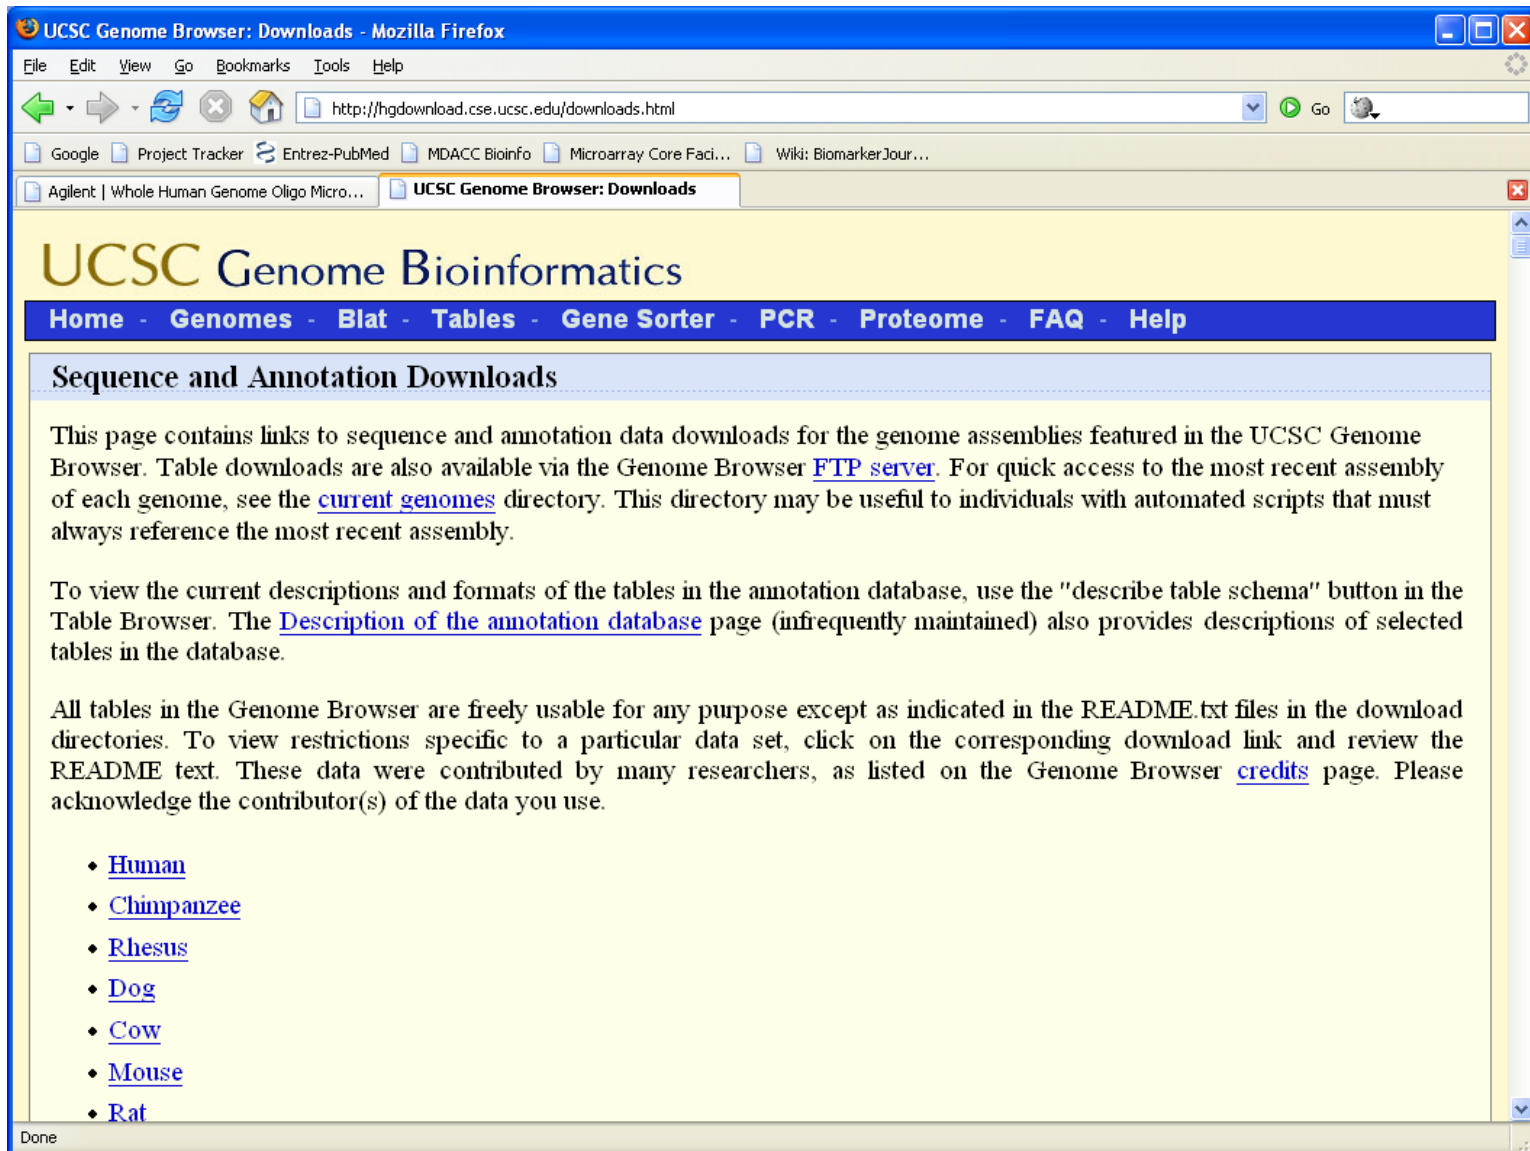 UCSC Genome Browser: Downloads - Mozilla Firefox
File Edit View Go Bookmarks Tools Help
http://hgdownload.cse.ucsc.edu/downloads.html Go
Google Project Tracker Entrez-PubMed MDACC Bioinfo Microarray Core Faci... Wiki: BiomarkerJour...
Agilent | Whole Human Genome Oligo Micro... UCSC Genome Browser: Downloads
UCSC Genome Bioinformatics
Home - Genomes - Blat - Tables - Gene Sorter - PCR - Proteome - FAQ - Help
Sequence and Annotation Downloads
This page contains links to sequence and annotation data downloads for the genome assemblies featured in the UCSC Genome
Browser. Table downloads are also available via the Genome Browser FTP server. For quick access to the most recent assembly
of each genome, see the current genomes directory. This directory may be useful to individuals with automated scripts that must
always reference the most recent assembly.
To view the current descriptions and formats of the tables in the annotation database, use the "describe table schema" button in the
Table Browser. The Description of the annotation database page (infrequently maintained) also provides descriptions of selected
tables in the database.
All tables in the Genome Browser are freely usable for any purpose except as indicated in the README.txt files in the download
directories. To view restrictions specific to a particular data set, click on the corresponding download link and review the
README text. These data were contributed by many researchers, as listed on the Genome Browser credits page. Please
acknowledge the contributor(s) of the data you use.
• Human
• Chimpanzee
• Rhesus
• Dog
• Cow
• Mouse
• Rat
Done